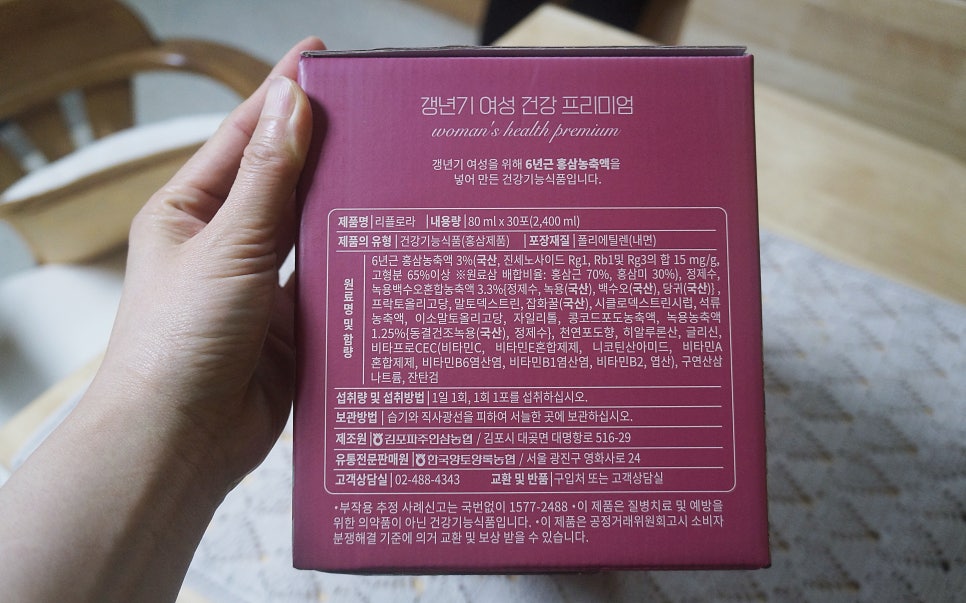 갱년기 여성 건강 프리미엄
woman's health premium
갱년기 여성을 위해 6년근 홍삼농축액을
넣어 만든 건강기능식품입니다.
제품명 리플로라 내용량 80 ml x 30포(2,400 ml)
제품의 유형 건강기능식품(홍삼제품) 포장재질 폴리에틸렌(내면)
원료명 및 함량
6년근 홍삼농축액 3%(국산, 진세노사이드 Rg1, Rb1및 Rg3의 합 15 mg/g,
고형분 65%이상 ※원료삼 배합비율: 홍삼근 70%, 홍삼미 30%), 정제수,
녹용백수오혼합농축액 3.3%{정제수, 녹용(국산), 백수오(국산), 당귀(국산)},
프락토올리고당, 말토덱스트린, 잡화꿀(국산), 시클로덱스트린시럽, 석류
농축액, 이소말토올리고당, 자일리톨, 콩코드포도농축액, 녹용농축액
1.25%{동결건조녹용(국산), 정제수}, 천연포도향, 히알루론산, 글리신,
비타프로CEC(비타민C, 비타민E혼합제제, 니코틴산아미드, 비타민A
혼합제제, 비타민B6염산염, 비타민B1염산염, 비타민B2, 엽산), 구연산삼
나트륨, 잔탄검
섭취량 및 섭취방법 1일 1회, 1회 1포를 섭취하십시오.
보관방법 습기와 직사광선을 피하여 서늘한 곳에 보관하십시오.
제조원 김포파주인삼농협 / 김포시 대곶면 대명항로 516-29
유통전문판매원 한국양토양록농협 / 서울 광진구 영화사로 24
고객상담실 02-488-4343 교환 및 반품 구입처 또는 고객상담실
•부작용 추정 사례신고는 국번없이 1577-2488 •이 제품은 질병치료 및 예방을
위한 의약품이 아닌 건강기능식품입니다. •이 제품은 공정거래위원회고시 소비자
분쟁해결 기준에 의거 교환 및 보상 받을 수 있습니다.